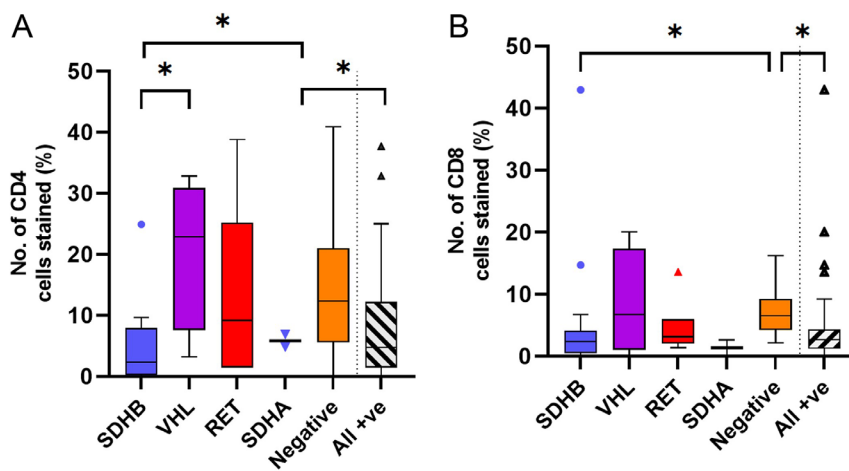 A
*
*
*
No. of CD4
cells stained (%)
50
40
30
20
10
0
SDHB
VHL
RET
SDHA
Negative
All +ve
B
*
*
No. of CD8
cells stained (%)
50
40
30
20
10
0
SDHB
VHL
RET
SDHA
Negative
All +ve